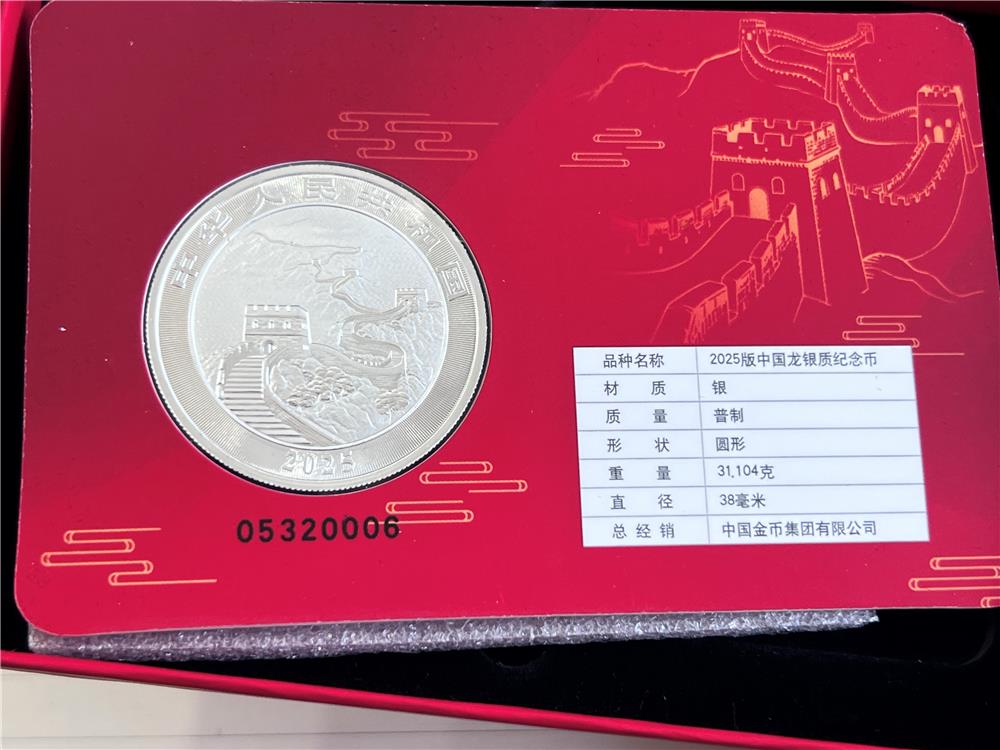 中华人民共和国
2025
05320006
品种名称 2025版中国龙银质纪念币
材 质 银
质 量 普制
形 状 圆形
重 量 31.104克
直 径 38毫米
总 经 销 中国金币集团有限公司